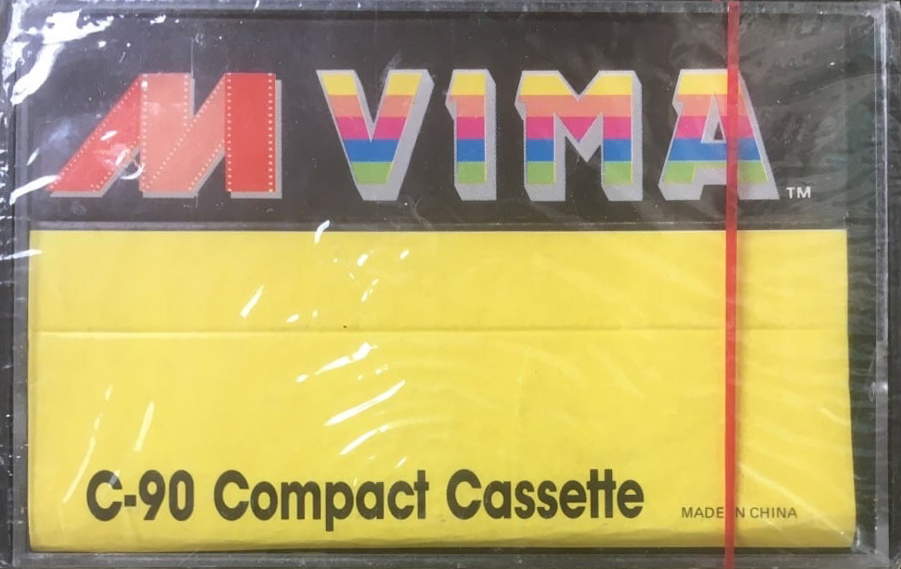 M VIMA™
C-90 Compact Cassette
MADE IN CHINA